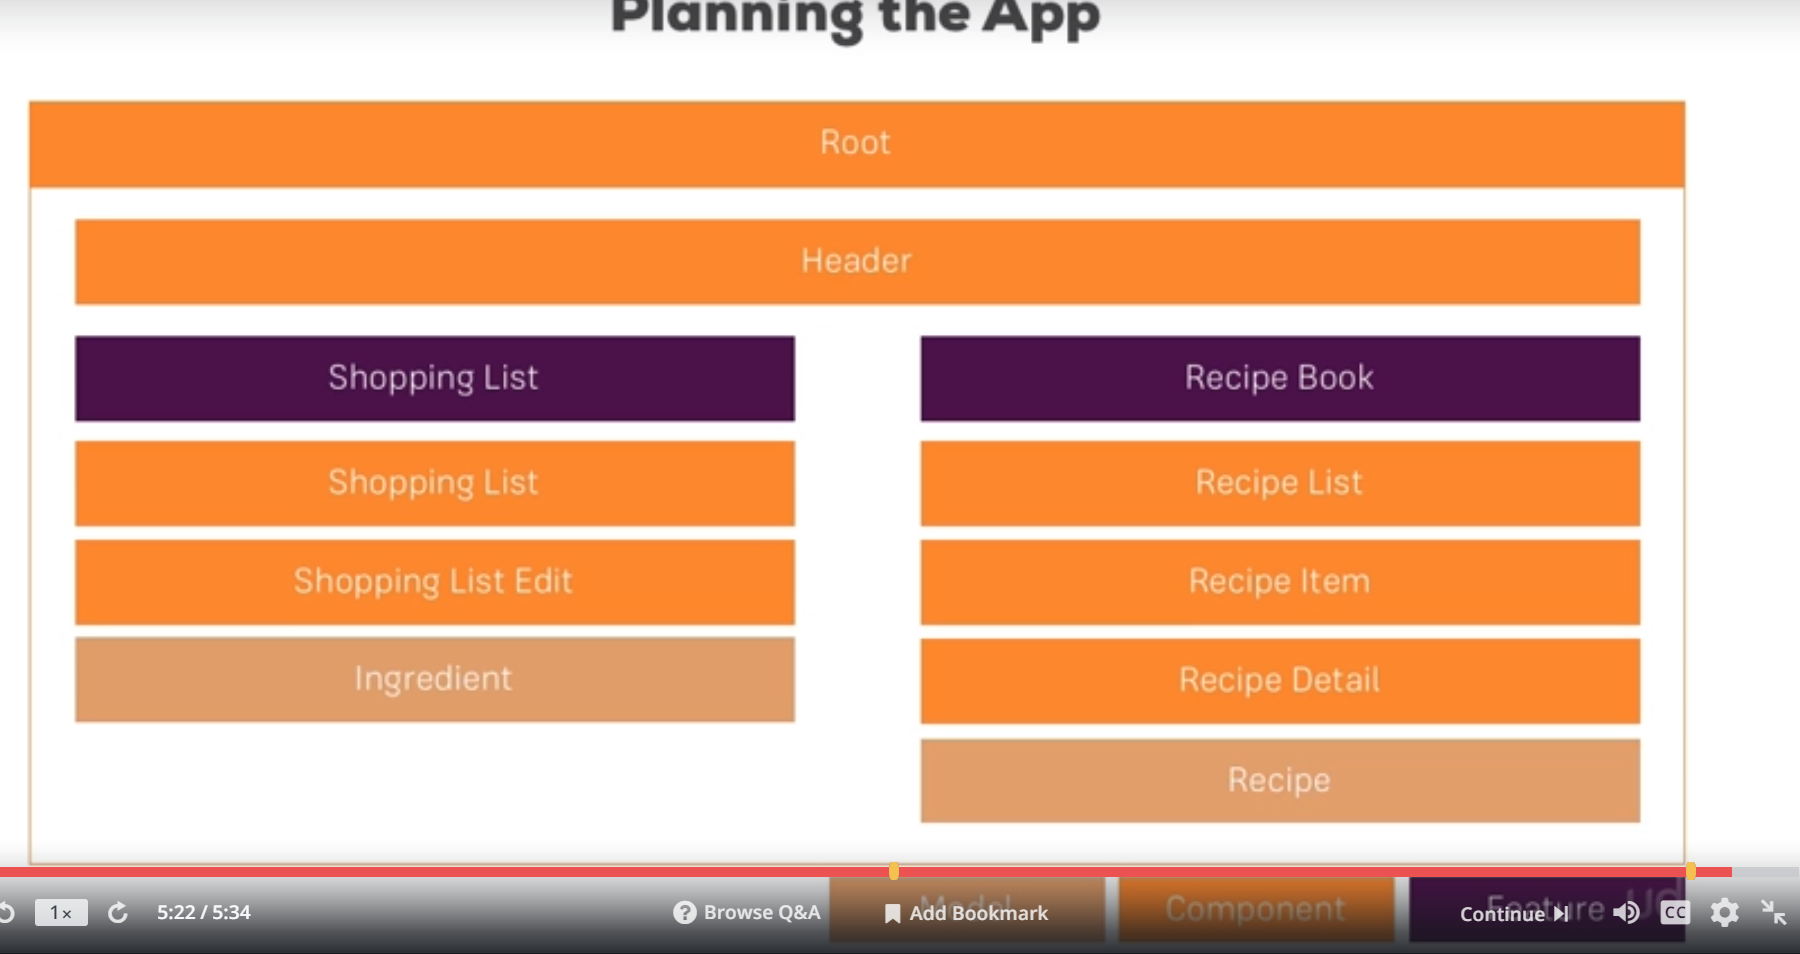 Planning the App
Root
Header
Shopping List
Recipe Book
Shopping List
Recipe List
Shopping List Edit
Recipe Item
Ingredient
Recipe Detail
Recipe
Model
Component
Feature
1x
5:22 / 5:34
? Browse Q&A
Add Bookmark
Continue
CC